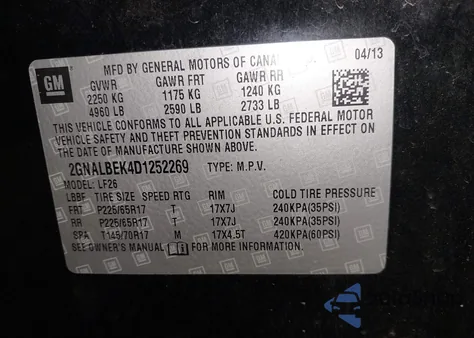 MFD BY GENERAL MOTORS OF CANA 04/13
GM
GVWR GAWR FRT GAWR RR
2250 KG 1175 KG 1240 KG
4960 LB 2590 LB 2733 LB
THIS VEHICLE CONFORMS TO ALL APPLICABLE U.S. FEDERAL
VEHICLE SAFETY AND THEFT PREVENTION STANDARDS IN EFFECT
ON THE DATE OF MANUFACTURE SHOWN ABOVE.
2GNALBEK4D1252269 TYPE: M.P.V.
MODEL: LF26
LBBF TIRE SIZE SPEED RTG RIM COLD TIRE PRESSURE
FRT P225/65R17 T 17X7J 240KPA(35PSI)
RR P225/65R17 T 17X7J 240KPA(35PSI)
SPA T145/70R17 M 17X4.5T 420KPA(60PSI)
SEE OWNER'S MANUAL FOR MORE INFORMATION.